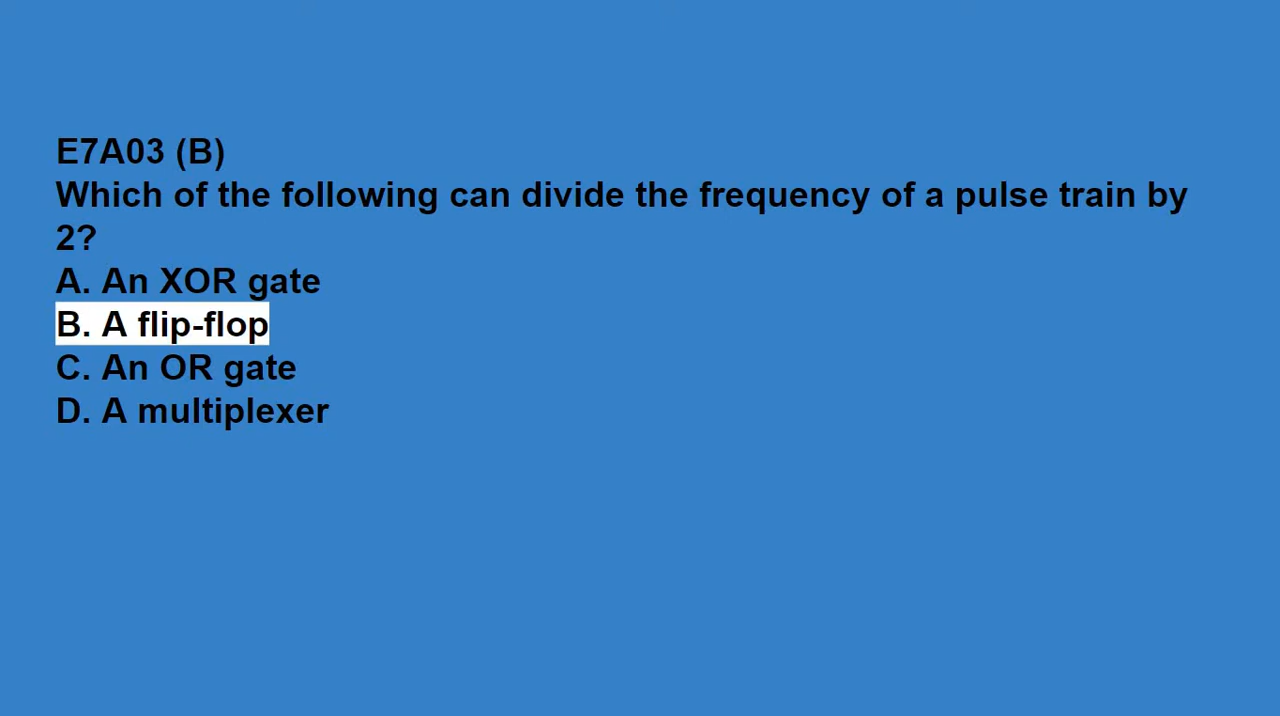 E7A03 (B)
Which of the following can divide the frequency of a pulse train by
2?
A. An XOR gate
B. A flip-flop
C. An OR gate
D. A multiplexer